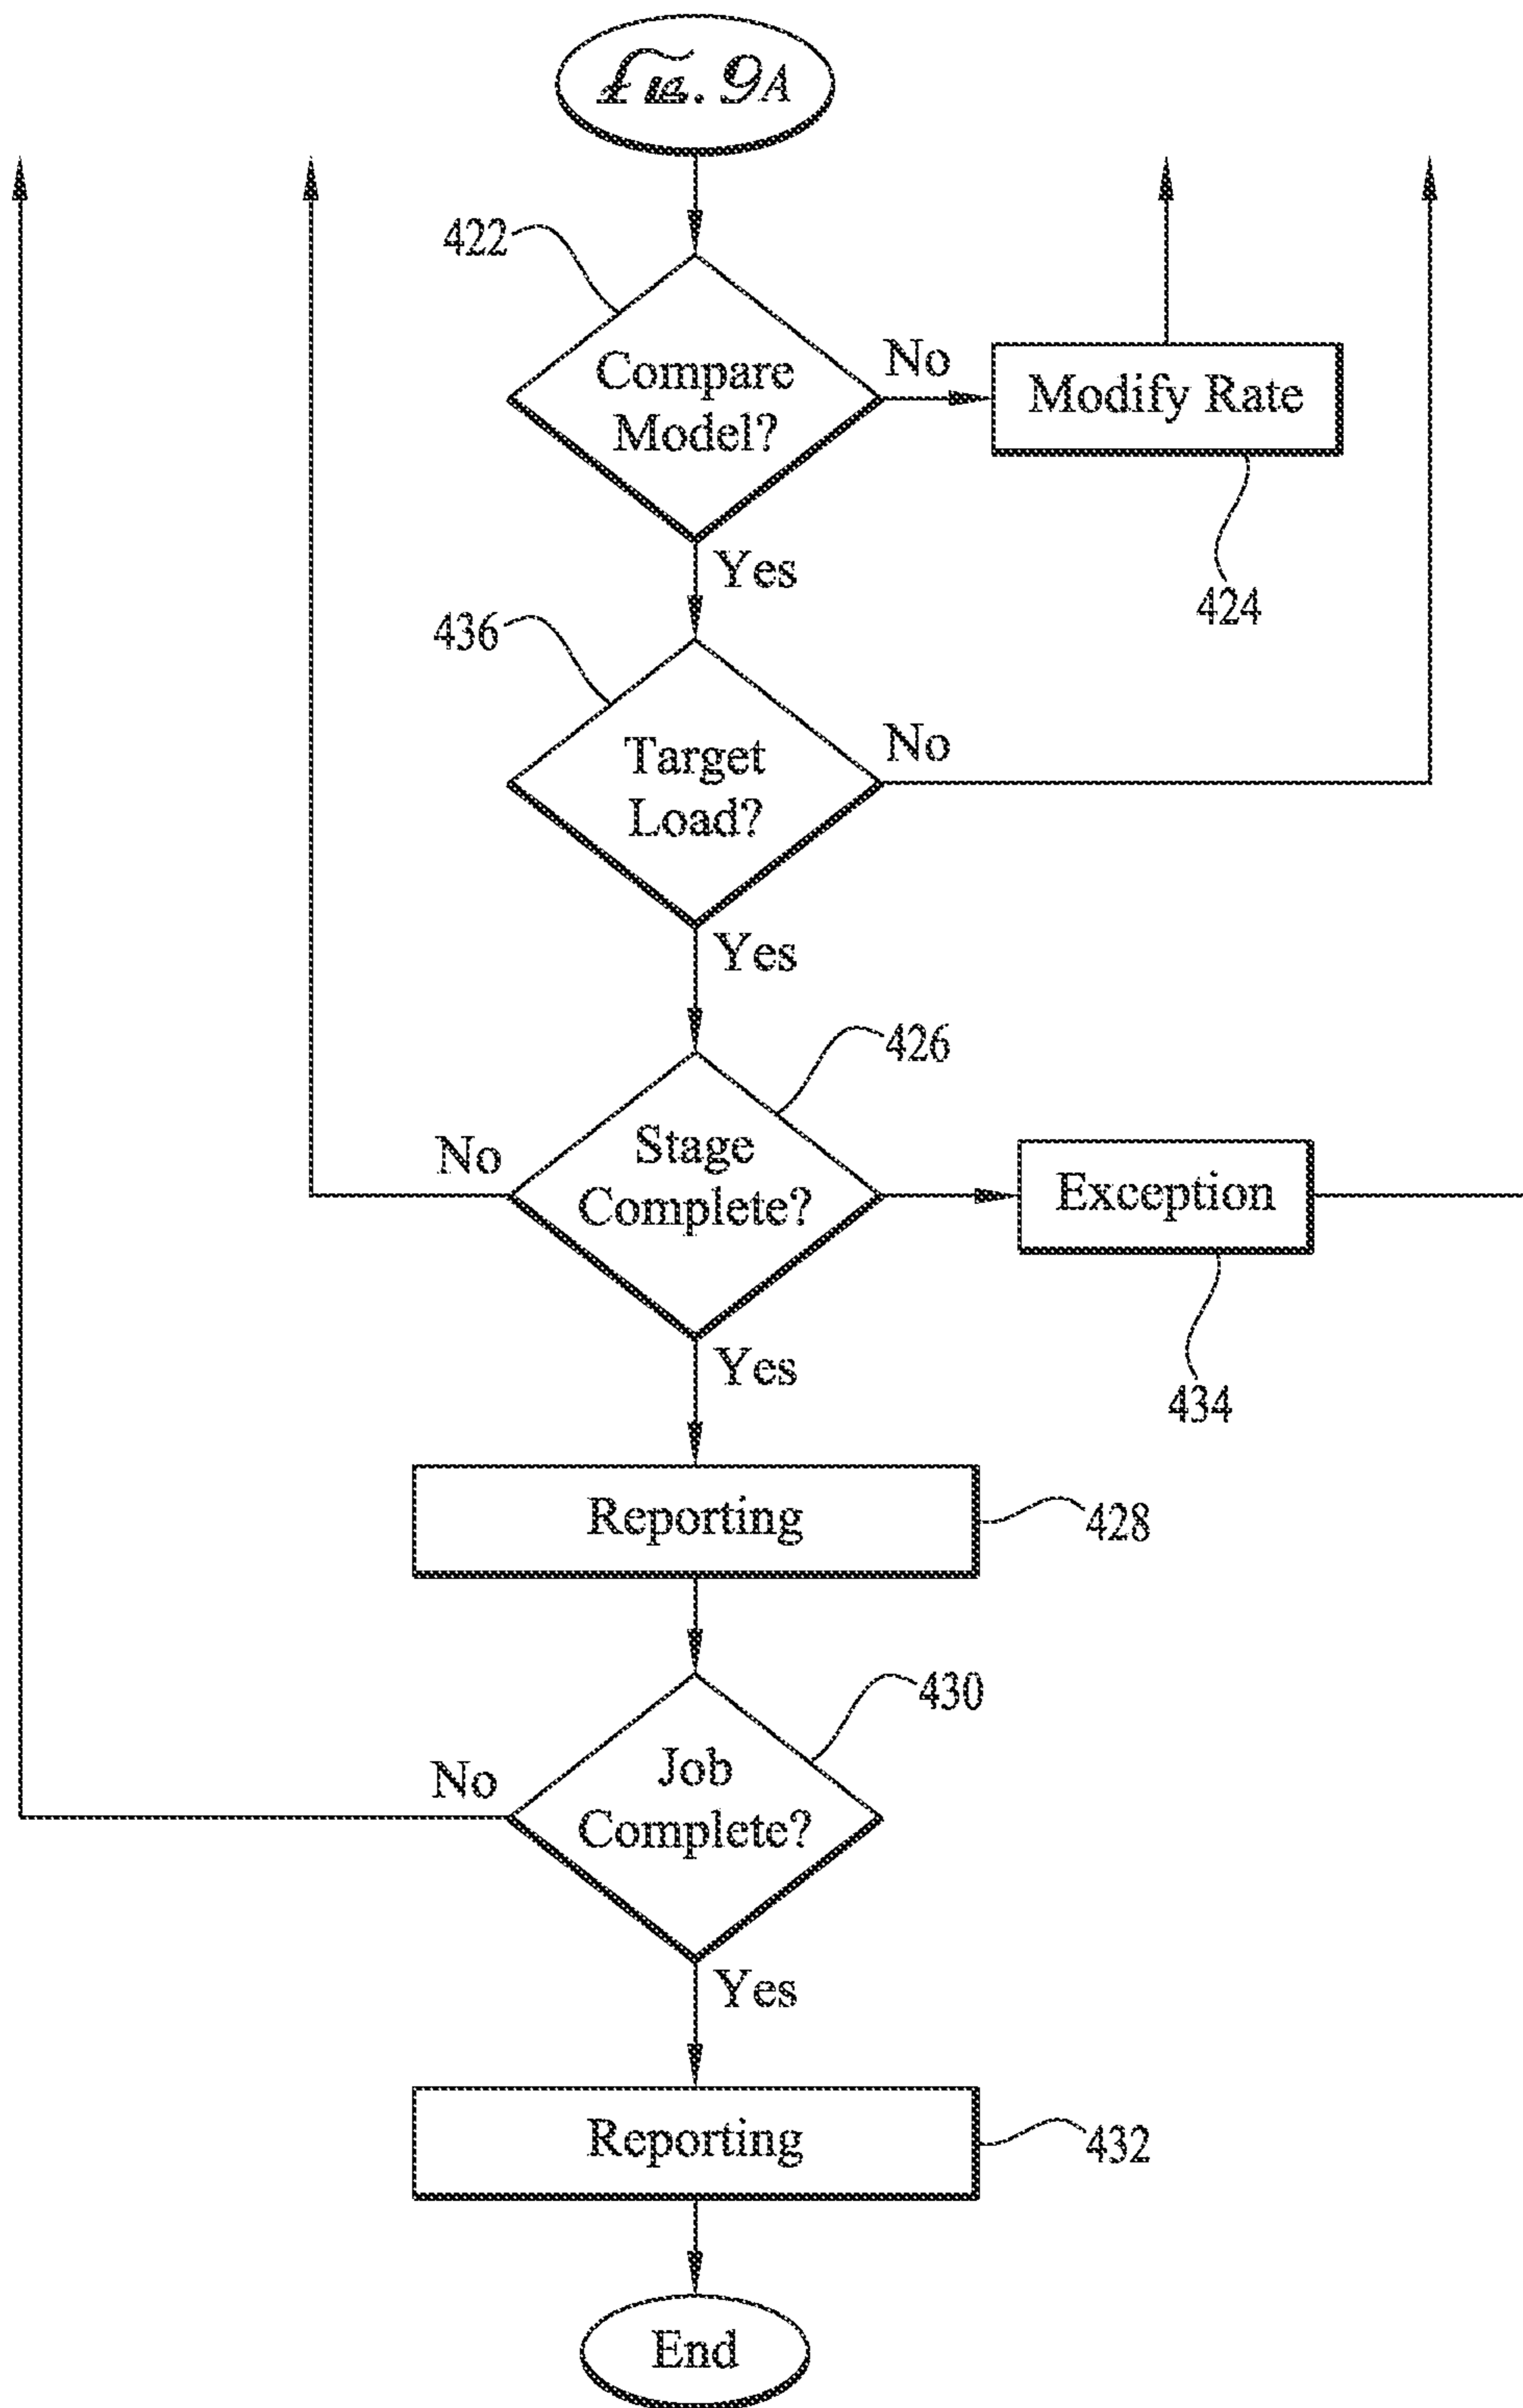 Fig. 9A
422
Compare
Model?
No
Modify Rate
424
Yes
436
Target
Load?
No
Yes
426
No
Stage
Complete?
Exception
434
Yes
Reporting
428
430
No
Job
Complete?
Yes
Reporting
432
End